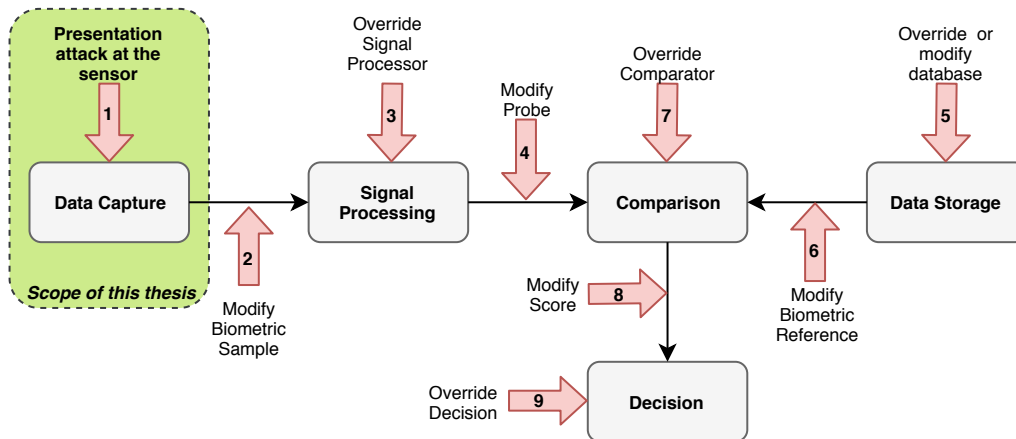 Presentation
attack at the
sensor
1
Data Capture
Scope of this thesis
2
Modify
Biometric
Sample
Override
Signal
Processor
3
Signal
Processing
Modify
Probe
4
Override
Comparator
7
Comparison
Override or
modify
database
5
Data Storage
6
Modify
Biometric
Reference
Modify
Score
8
Override
Decision
9
Decision